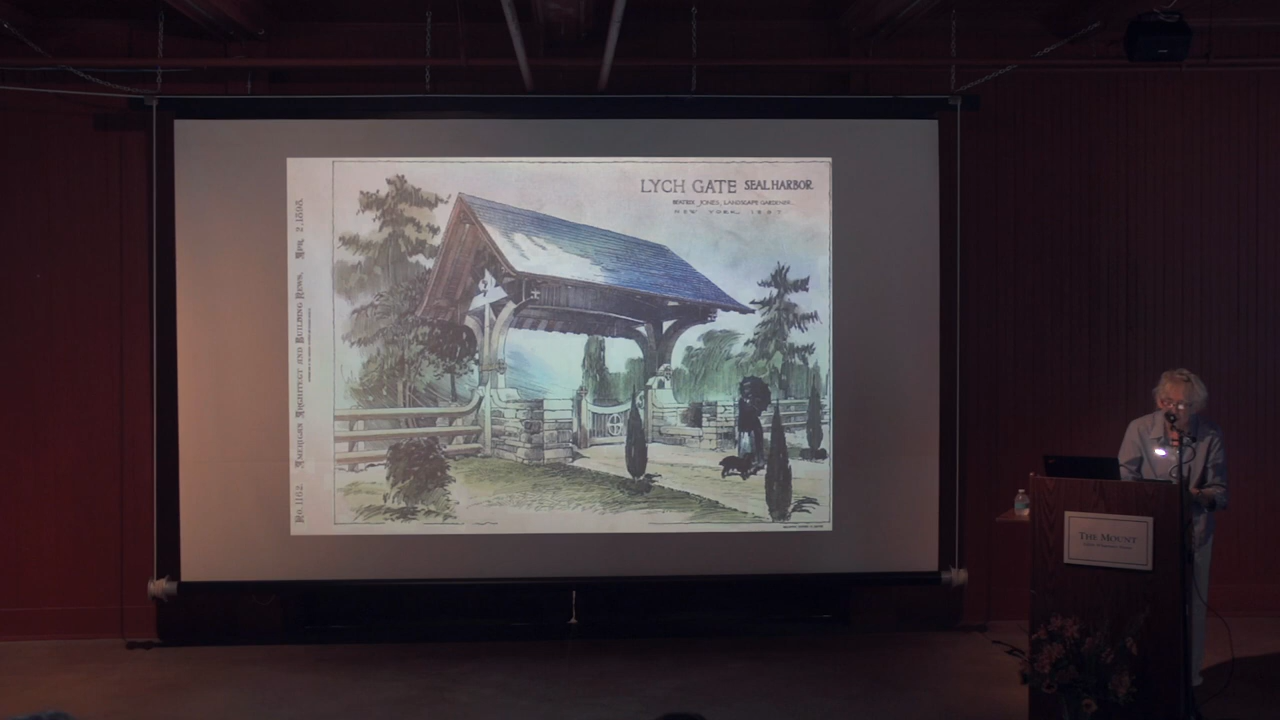 LYCH GATE SEAL HARBOR.
BEATRIX JONES, LANDSCAPE GARDENER.
NEW YORK, 1897
No. 1162. AMERICAN ARCHITECT AND BUILDING NEWS, APR. 2, 1898.
THE MOUNT